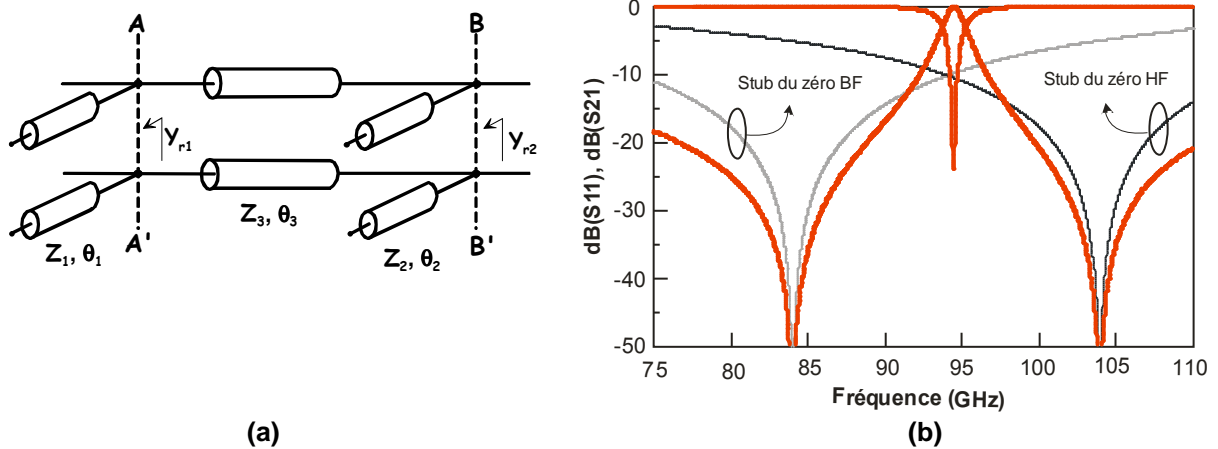 A
B
Y_r1
Y_r2
Z_3, θ_3
A'
B'
Z_1, θ_1
Z_2, θ_2
(a)
dB(S11), dB(S21)
-0
-10
-20
-30
-40
-50
Stub du zéro BF
Stub du zéro HF
75
80
85
90
95
100
105
110
Fréquence (GHz)
(b)